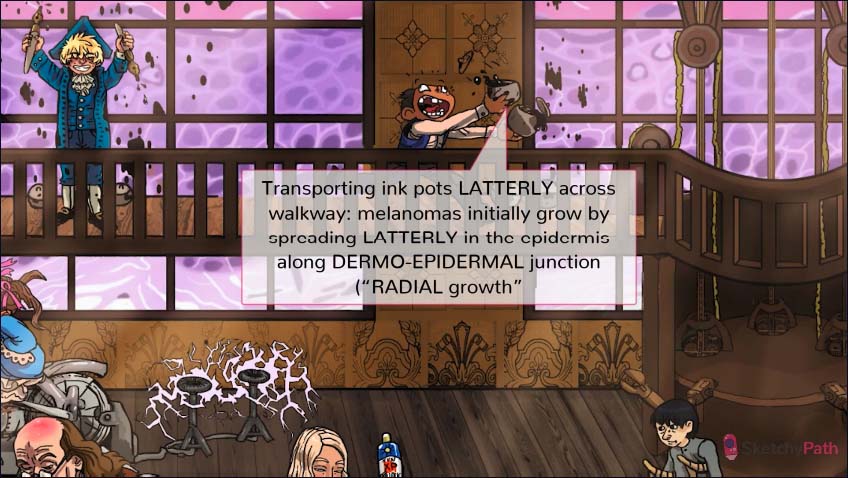 Transporting ink pots LATTERLY across
walkway: melanomas initially grow by
spreading LATTERLY in the epidermis
along DERMO-EPIDERMAL junction
(“RADIAL growth”
XR
SketchyPath